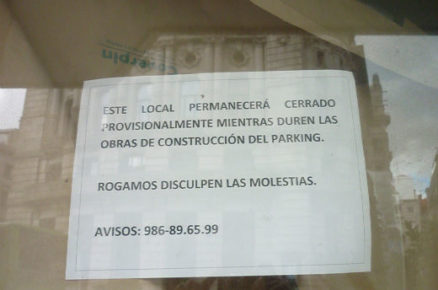 ESTE LOCAL PERMANECERÁ CERRADO
PROVISIONALMENTE MIENTRAS DUREN LAS
OBRAS DE CONSTRUCCIÓN DEL PARKING.
ROGAMOS DISCULPEN LAS MOLESTIAS.
AVISOS: 986-89.65.99